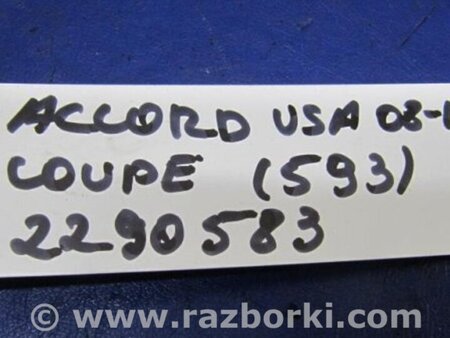 ACCORD USA 08-
COUPE (593)
2290583
© www.razborki.com